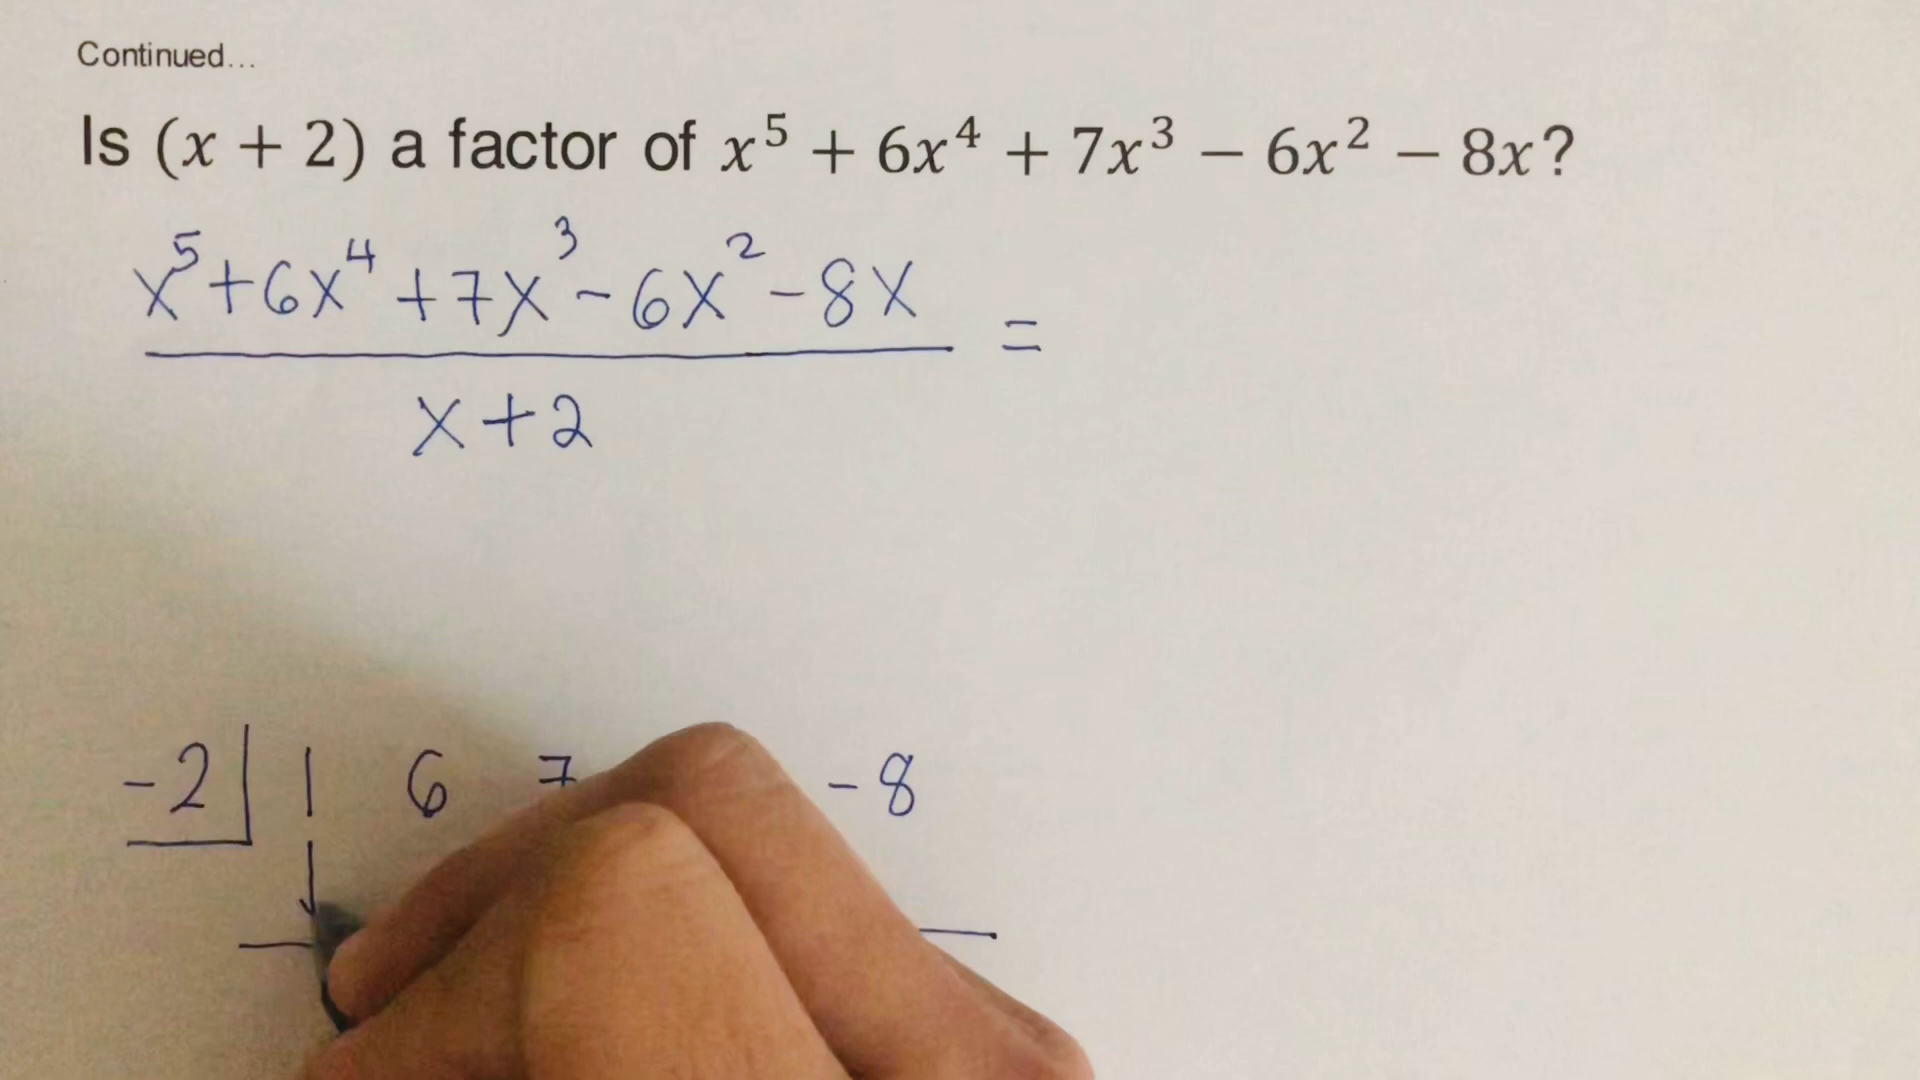 Continued...
Is (x + 2) a factor of x⁵ + 6x⁴ + 7x³ − 6x² − 8x?
x⁵+6x⁴+7x³-6x²-8x =
x+2
-2 1 6 7 -8